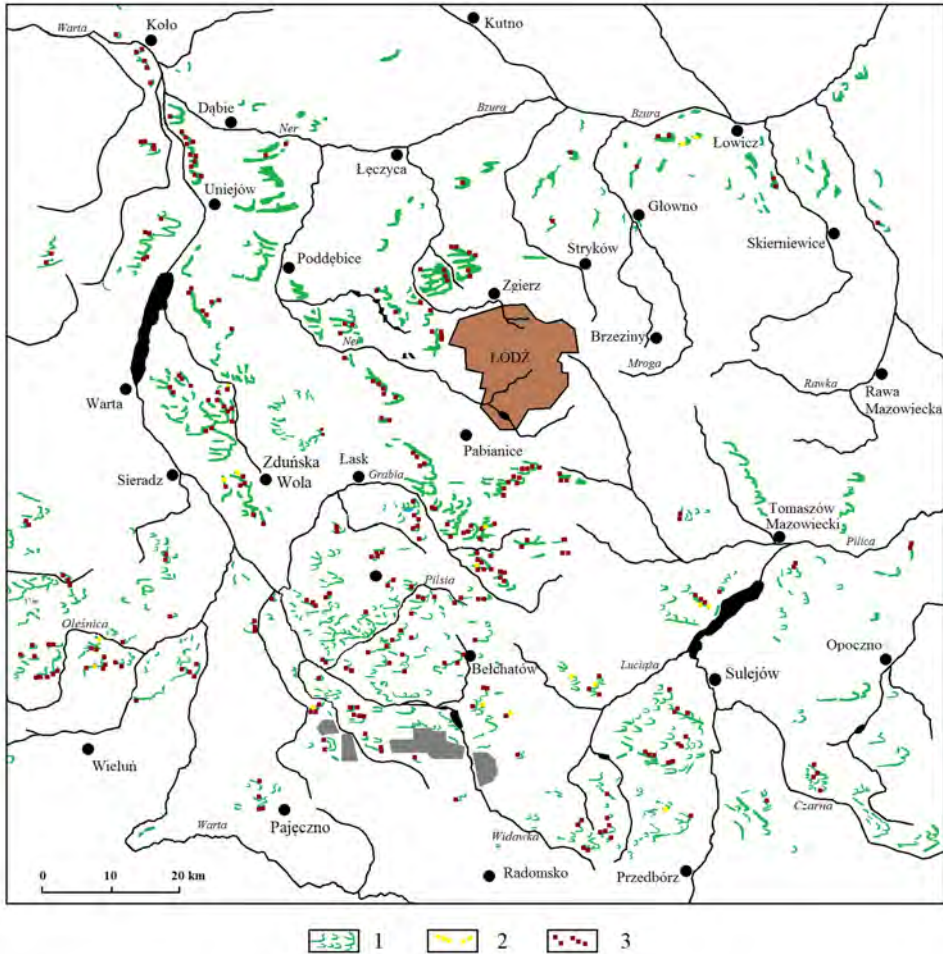 Warta
Koło
Kutno
Dąbie
Ner
Bzura
Bzura
Łowicz
Łęczyca
Uniejów
Głowno
Stryków
Skierniewice
Poddębice
Zgierz
Ner
ŁÓDŹ
Brzeziny
Mroga
Rawka
Rawa
Mazowiecka
Warta
Pabianice
Sieradz
Zduńska
Wola
Łask
Grabia
Tomaszów
Mazowiecki
Pilica
Pilsia
Oleśnica
Bełchatów
Luciąża
Sulejów
Opoczno
Wieluń
Pajęczno
Warta
Widawka
Czarna
Radomsko
Przedbórz
0 10 20 km
1 2 3